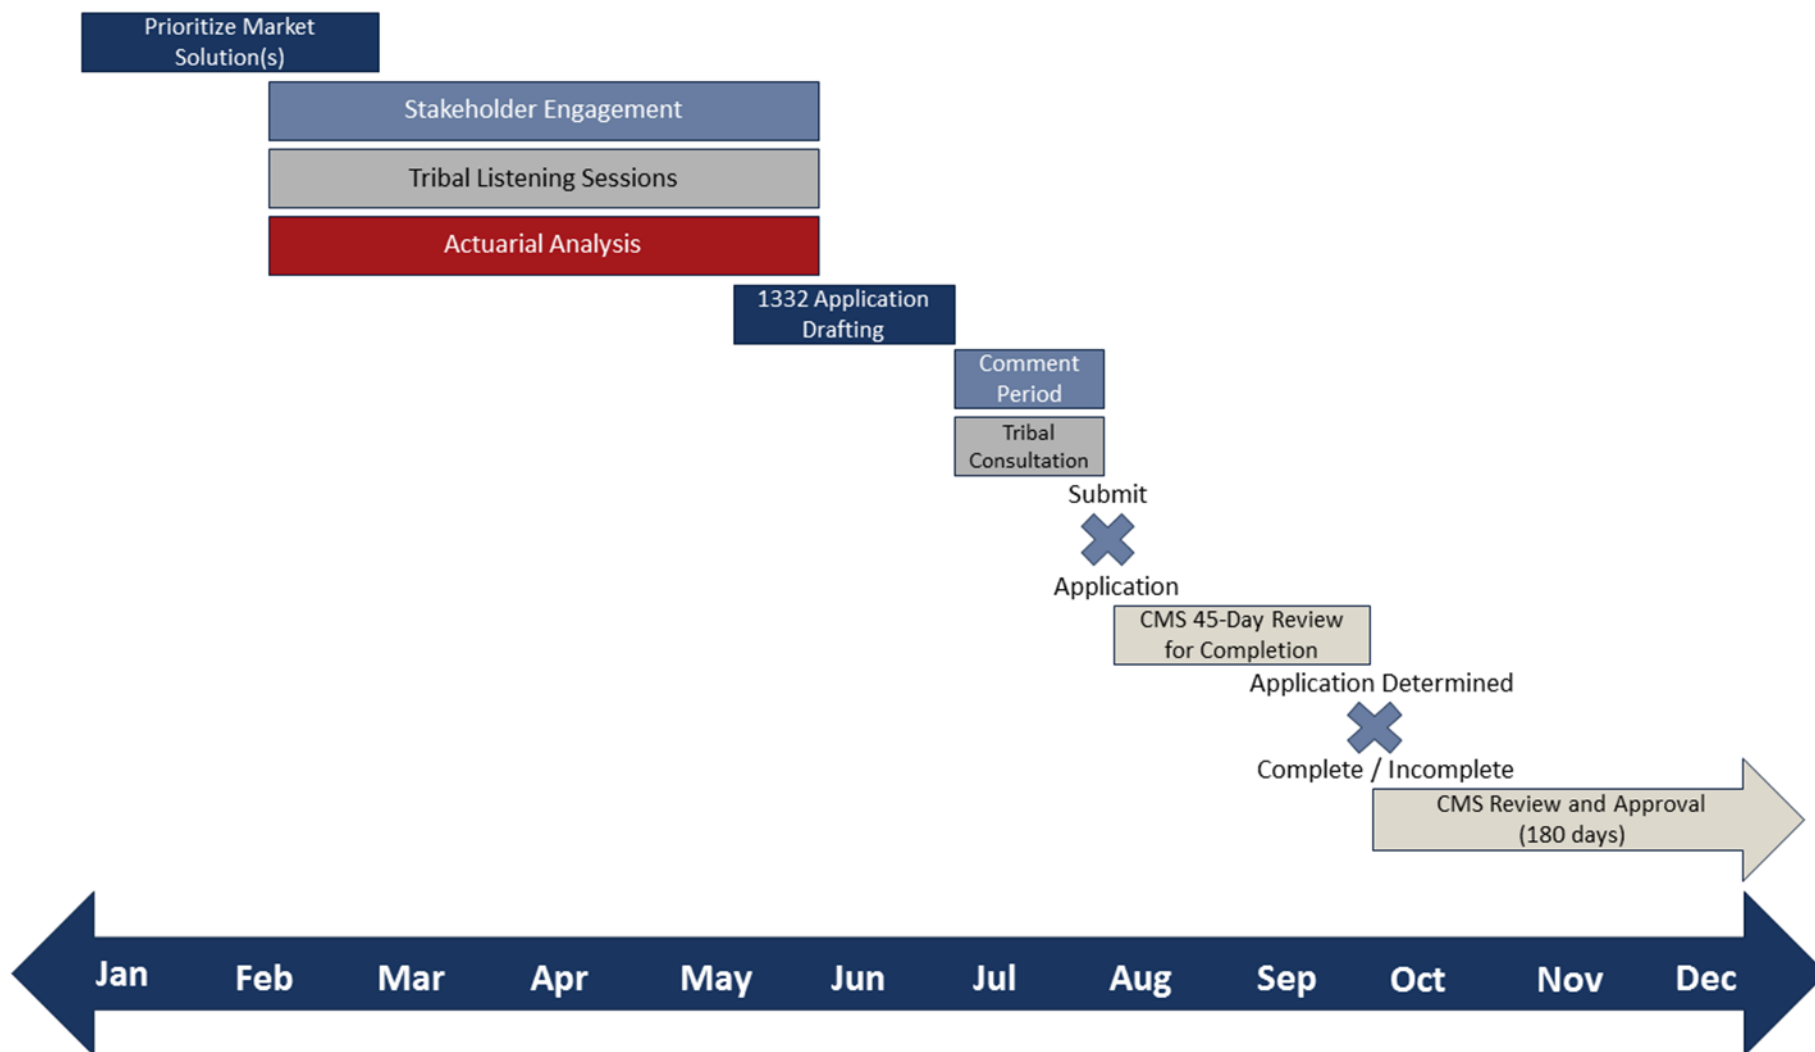 Prioritize Market
Solution(s)
Stakeholder Engagement
Tribal Listening Sessions
Actuarial Analysis
1332 Application
Drafting
Comment
Period
Tribal
Consultation
Submit
Application
CMS 45-Day Review
for Completion
Application Determined
Complete / Incomplete
CMS Review and Approval
(180 days)
Jan Feb Mar Apr May Jun Jul Aug Sep Oct Nov Dec